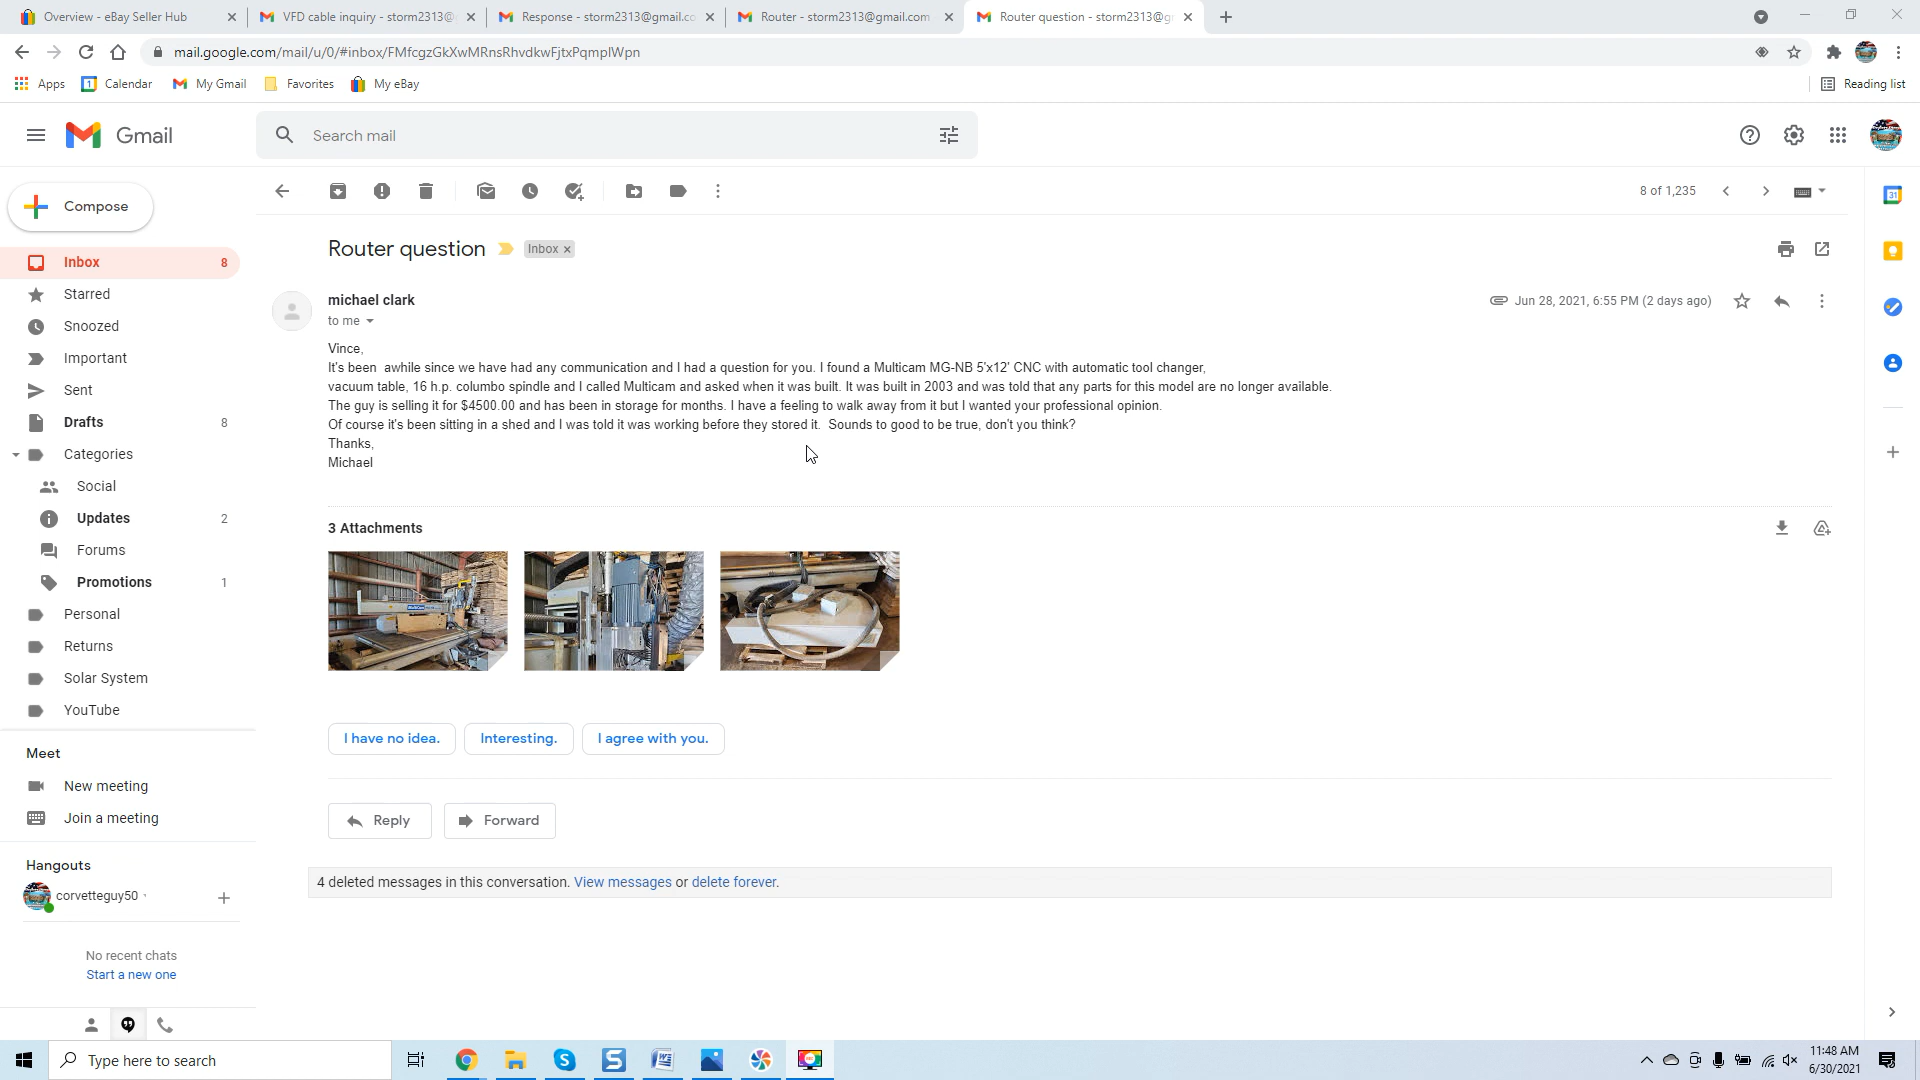 Overview - eBay Seller Hub
VFD cable inquiry - storm2313@
Response - storm2313@gmail.co
Router - storm2313@gmail.com
Router question - storm2313@g
mail.google.com/mail/u/0/#inbox/FMfcgzGkXwMRnsRhvdkwFjtxPqmplWpn
Apps
Calendar
My Gmail
Favorites
My eBay
Reading list
Gmail
Search mail
Compose
8 of 1,235
Router question
Inbox
michael clark
to me
Jun 28, 2021, 6:55 PM (2 days ago)
Vince,
It's been  awhile since we have had any communication and I had a question for you. I found a Multicam MG-NB 5'x12' CNC with automatic tool changer,
vacuum table, 16 h.p. columbo spindle and I called Multicam and asked when it was built. It was built in 2003 and was told that any parts for this model are no longer available.
The guy is selling it for $4500.00 and has been in storage for months. I have a feeling to walk away from it but I wanted your professional opinion.
Of course it's been sitting in a shed and I was told it was working before they stored it.  Sounds to good to be true, don't you think?
Thanks,
Michael
3 Attachments
I have no idea.
Interesting.
I agree with you.
Reply
Forward
4 deleted messages in this conversation. View messages or delete forever.
Inbox 8
Starred
Snoozed
Important
Sent
Drafts 8
Categories
Social
Updates 2
Forums
Promotions 1
Personal
Returns
Solar System
YouTube
Meet
New meeting
Join a meeting
Hangouts
corvetteguy50
No recent chats
Start a new one
Type here to search
11:48 AM
6/30/2021